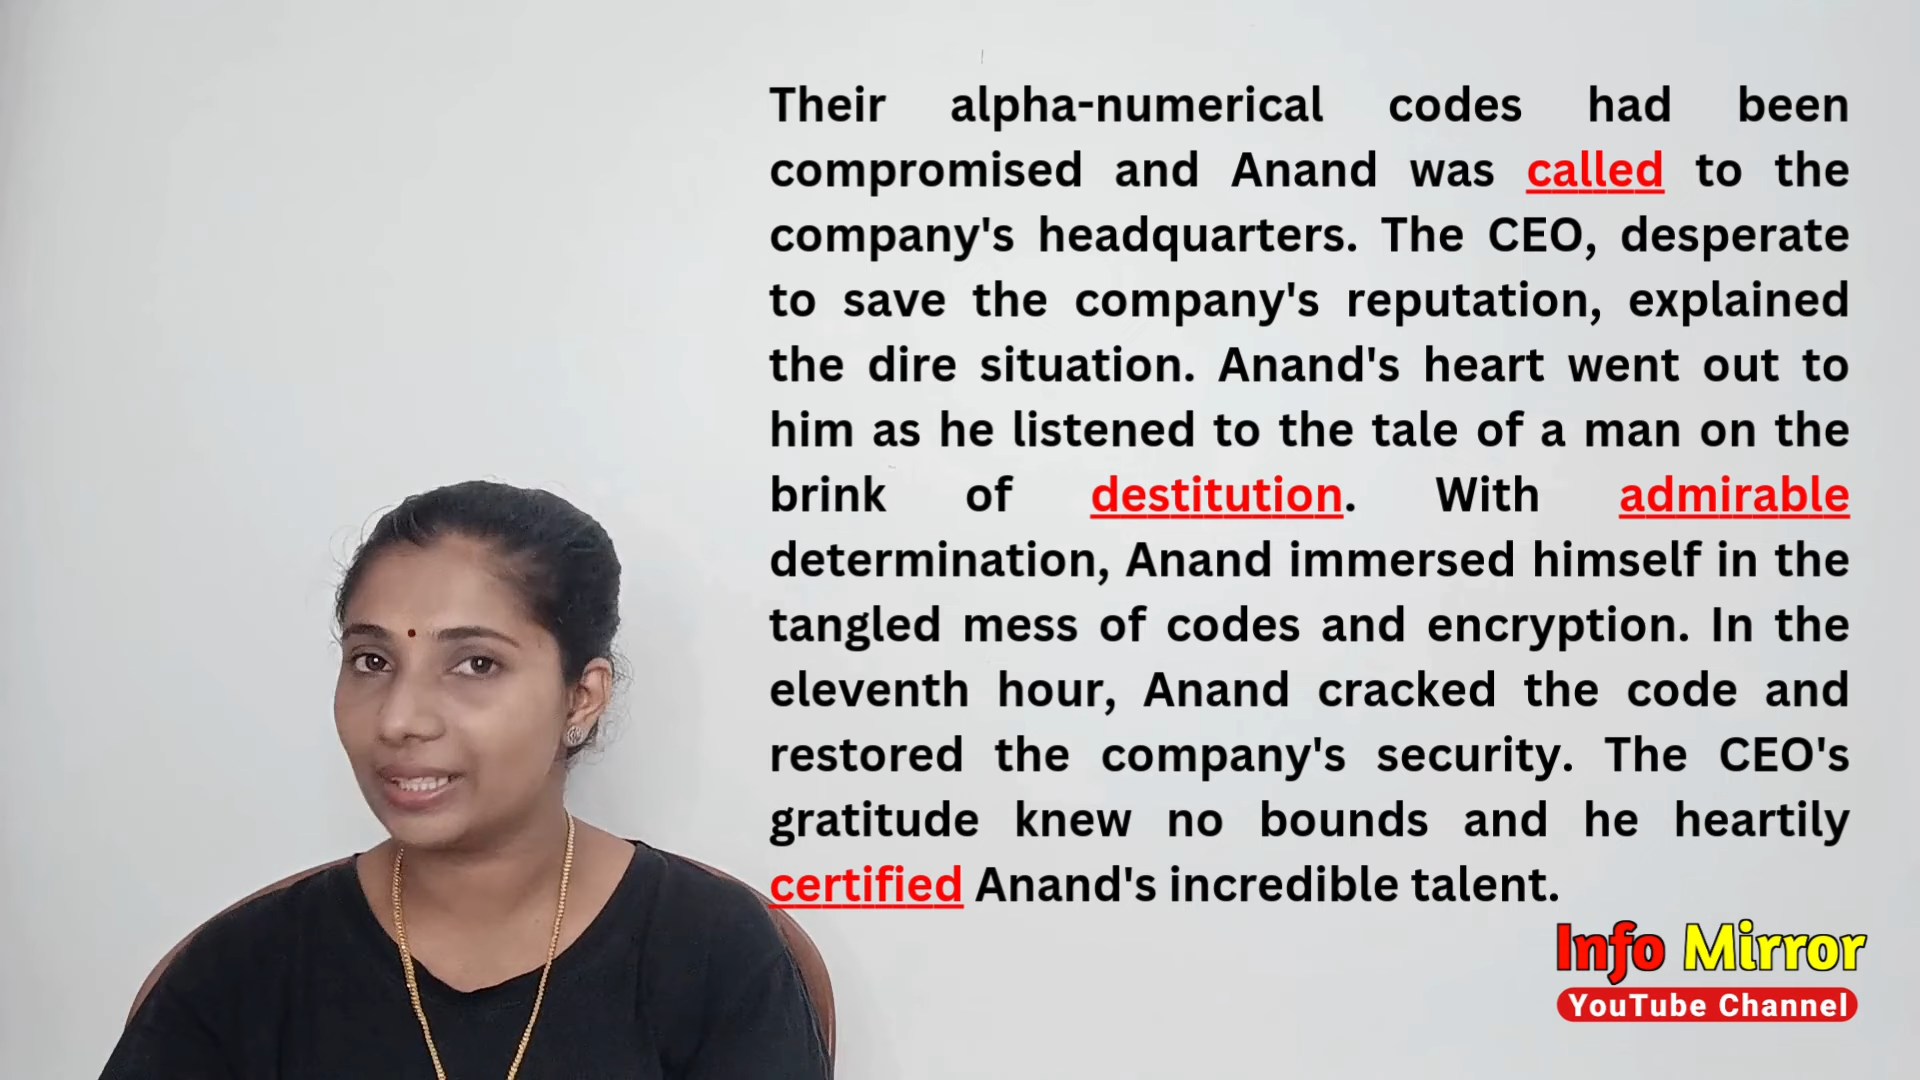 Their alpha-numerical codes had been
compromised and Anand was called to the
company's headquarters. The CEO, desperate
to save the company's reputation, explained
the dire situation. Anand's heart went out to
him as he listened to the tale of a man on the
brink of destitution. With admirable
determination, Anand immersed himself in the
tangled mess of codes and encryption. In the
eleventh hour, Anand cracked the code and
restored the company's security. The CEO's
gratitude knew no bounds and he heartily
certified Anand's incredible talent.
Info Mirror
YouTube Channel